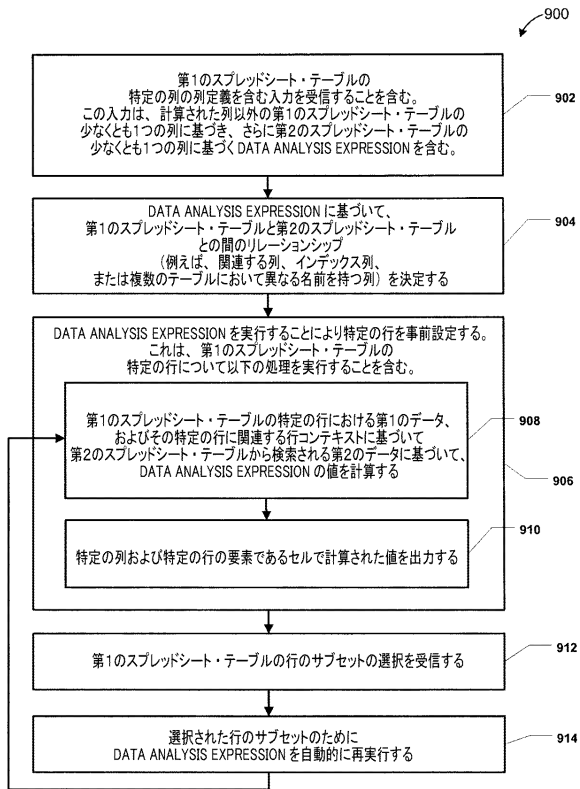 900
第1のスプレッドシート・テーブルの
特定の列の列定義を含む入力を受信することを含む。
この入力は、計算された列以外の第1のスプレッドシート・テーブルの
少なくとも1つの列に基づき、さらに第2のスプレッドシート・テーブルの
少なくとも1つの列に基づく DATA ANALYSIS EXPRESSION を含む。
902
DATA ANALYSIS EXPRESSION に基づいて、
第1のスプレッドシート・テーブルと第2のスプレッドシート・テーブル
との間のリレーションシップ
(例えば、関連する列、インデックス列、
または複数のテーブルにおいて異なる名前を持つ列)を決定する
904
DATA ANALYSIS EXPRESSION を実行することにより特定の行を事前設定する。
これは、第1のスプレッドシート・テーブルの
特定の行について以下の処理を実行することを含む。
第1のスプレッドシート・テーブルの特定の行における第1のデータ、
およびその特定の行に関連する行コンテキストに基づいて
第2のスプレッドシート・テーブルから検索される第2のデータに基づいて、
DATA ANALYSIS EXPRESSION の値を計算する
908
906
特定の列および特定の行の要素であるセルで計算された値を出力する
910
第1のスプレッドシート・テーブルの行のサブセットの選択を受信する
912
選択された行のサブセットのために
DATA ANALYSIS EXPRESSION を自動的に再実行する
914